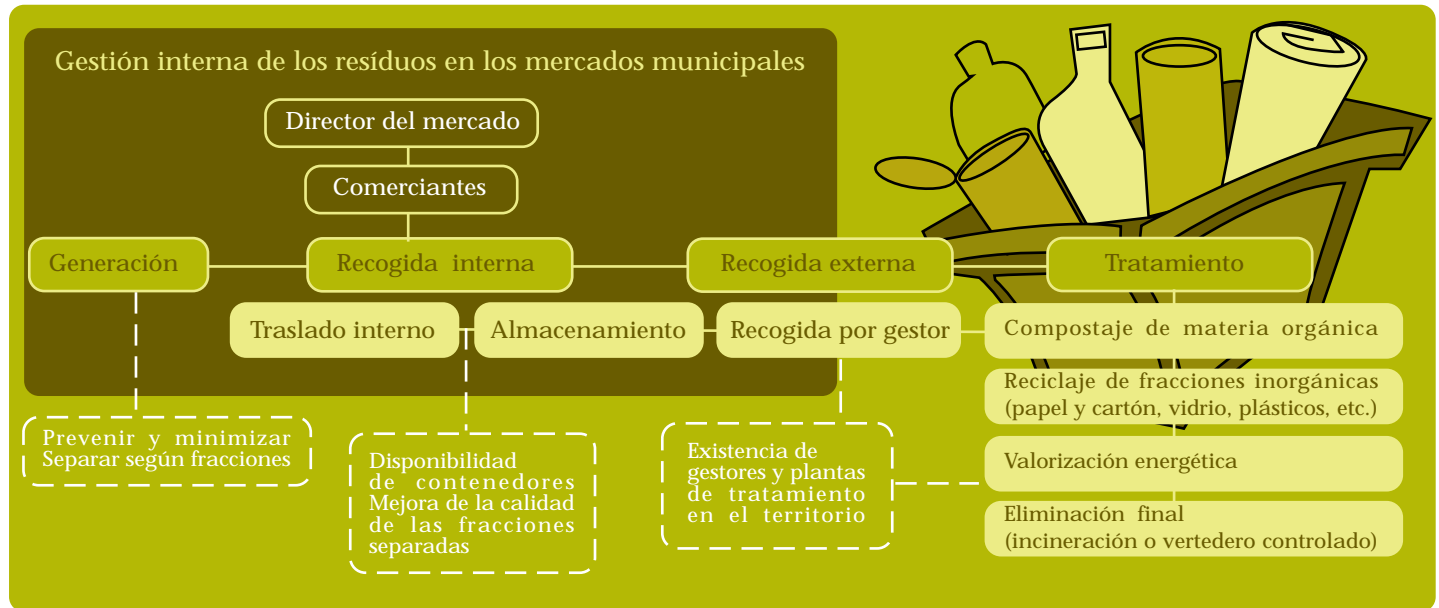 Gestión interna de los resíduos en los mercados municipales
Director del mercado
Comerciantes
Generación
Recogida interna
Recogida externa
Tratamiento
Traslado interno
Almacenamiento
Recogida por gestor
Compostaje de materia orgánica
Reciclaje de fracciones inorgánicas
(papel y cartón, vidrio, plásticos, etc.)
Valorización energética
Eliminación final
(incineración o vertedero controlado)
Prevenir y minimizar
Separar según fracciones
Disponibilidad
de contenedores
Mejora de la calidad
de las fracciones
separadas
Existencia de
gestores y plantas
de tratamiento
en el territorio